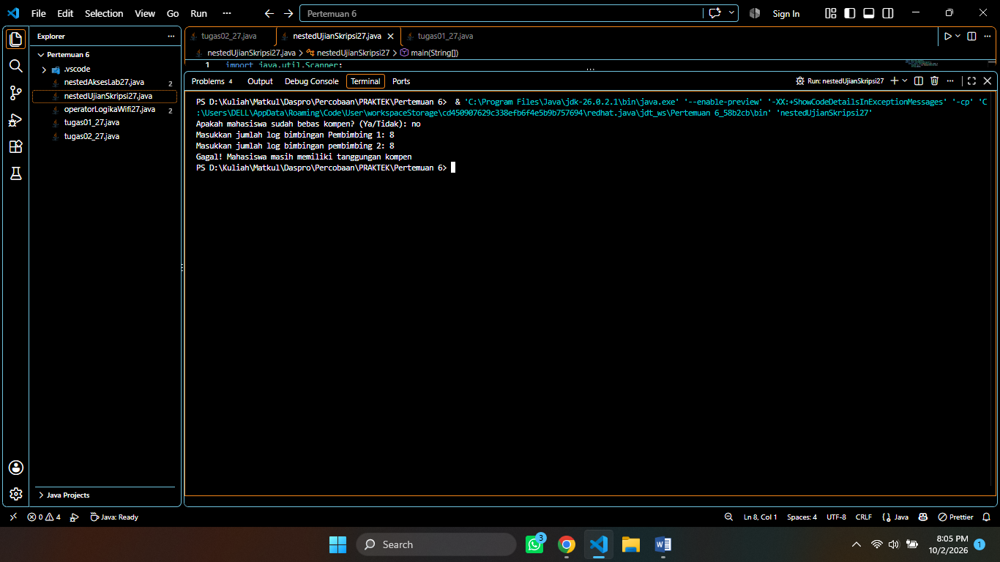 File Edit Selection View Go Run ··· Pertemuan 6 Sign In
Explorer ···
Pertemuan 6
.vscode
nestedAksesLab27.java 2
nestedUjianSkripsi27.java
operatorLogikaWifi27.java 2
tugas01_27.java
tugas02_27.java
Java Projects
tugas02_27.java nestedUjianSkripsi27.java tugas01_27.java ···
nestedUjianSkripsi27.java > nestedUjianSkripsi27 > main(String[])
1 import java.util.Scanner;
Problems 4 Output Debug Console Terminal Ports Run: nestedUjianSkripsi27 ···
PS D:\Kuliah\Matkul\Daspro\Percobaan\PRAKTEK\Pertemuan 6> & 'C:\Program Files\Java\jdk-26.0.2.1\bin\java.exe' '--enable-preview' '-XX:+ShowCodeDetailsInExceptionMessages' '-cp' 'C
:\Users\DELL\AppData\Roaming\Code\User\workspaceStorage\cd450907629c338efb6f4e5b9b757694\redhat.java\jdt_ws\Pertemuan 6_58b2cb\bin' 'nestedUjianSkripsi27'
Apakah mahasiswa sudah bebas kompen? (Ya/Tidak): no
Masukkan jumlah log bimbingan Pembimbing 1: 8
Masukkan jumlah log bimbingan pembimbing 2: 8
Gagal! Mahasiswa masih memiliki tanggungan kompen
PS D:\Kuliah\Matkul\Daspro\Percobaan\PRAKTEK\Pertemuan 6>
0 4 Java: Ready Ln 8, Col 1 Spaces: 4 UTF-8 CRLF Java Prettier
Search 3 8:05 PM
10/2/2026 1